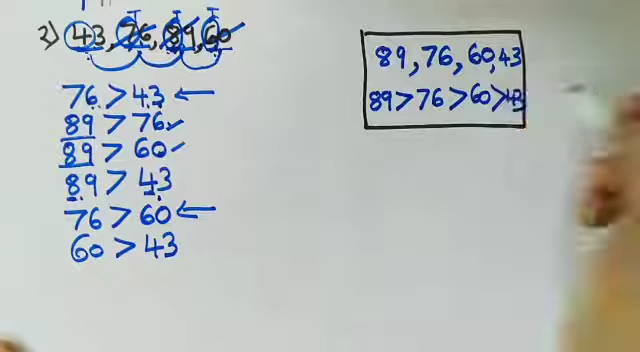 2) 43, 76, 89, 60
76 > 43 ←
89 > 76 ✓
89 > 60 ✓
89 > 43
76 > 60 ←
60 > 43
89, 76, 60, 43
89 > 76 > 60 > 43